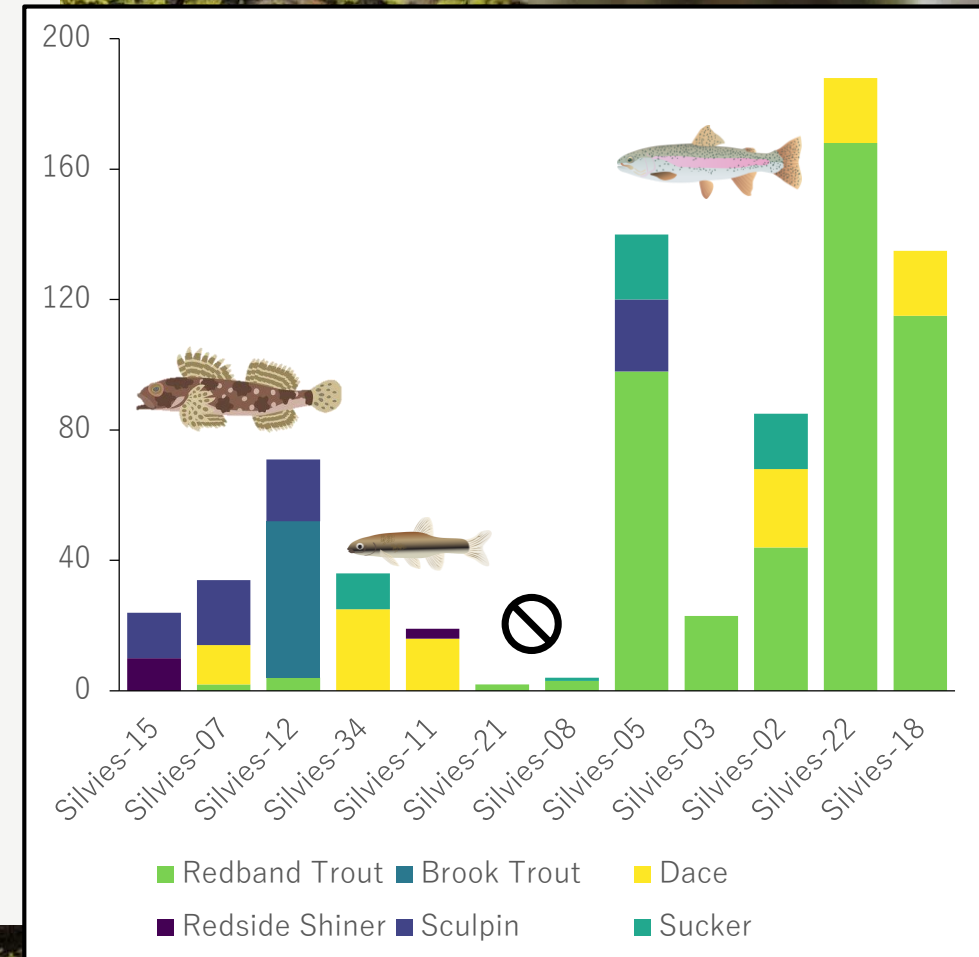 200
160
120
80
40
0
Silvies-15 Silvies-07 Silvies-12 Silvies-34 Silvies-11 Silvies-21 Silvies-08 Silvies-05 Silvies-03 Silvies-02 Silvies-22 Silvies-18
Redband Trout Brook Trout Dace
Redside Shiner Sculpin Sucker